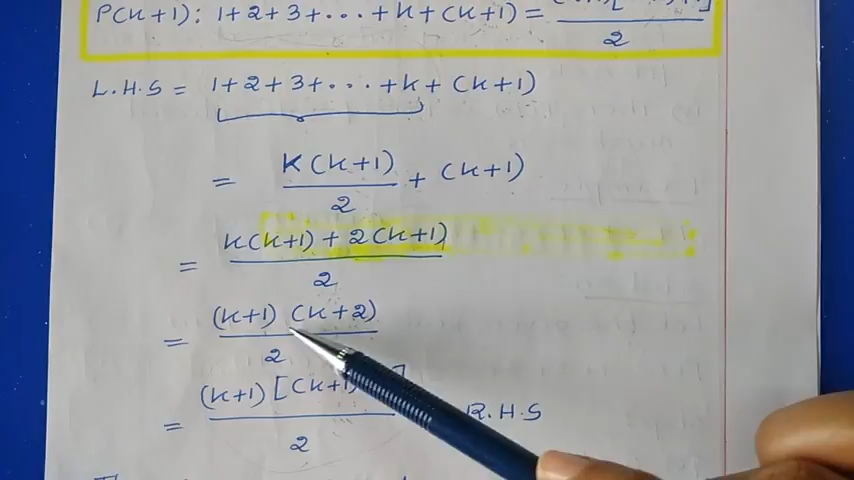 P(k+1): 1+2+3+...+k+(k+1) =
2
L.H.S = 1+2+3+...+k+(k+1)
= k(k+1)/2 + (k+1)
= k(k+1)+2(k+1)/2
= (k+1)(k+2)/2
= (k+1)[(k+1) ]/2 R.H.S